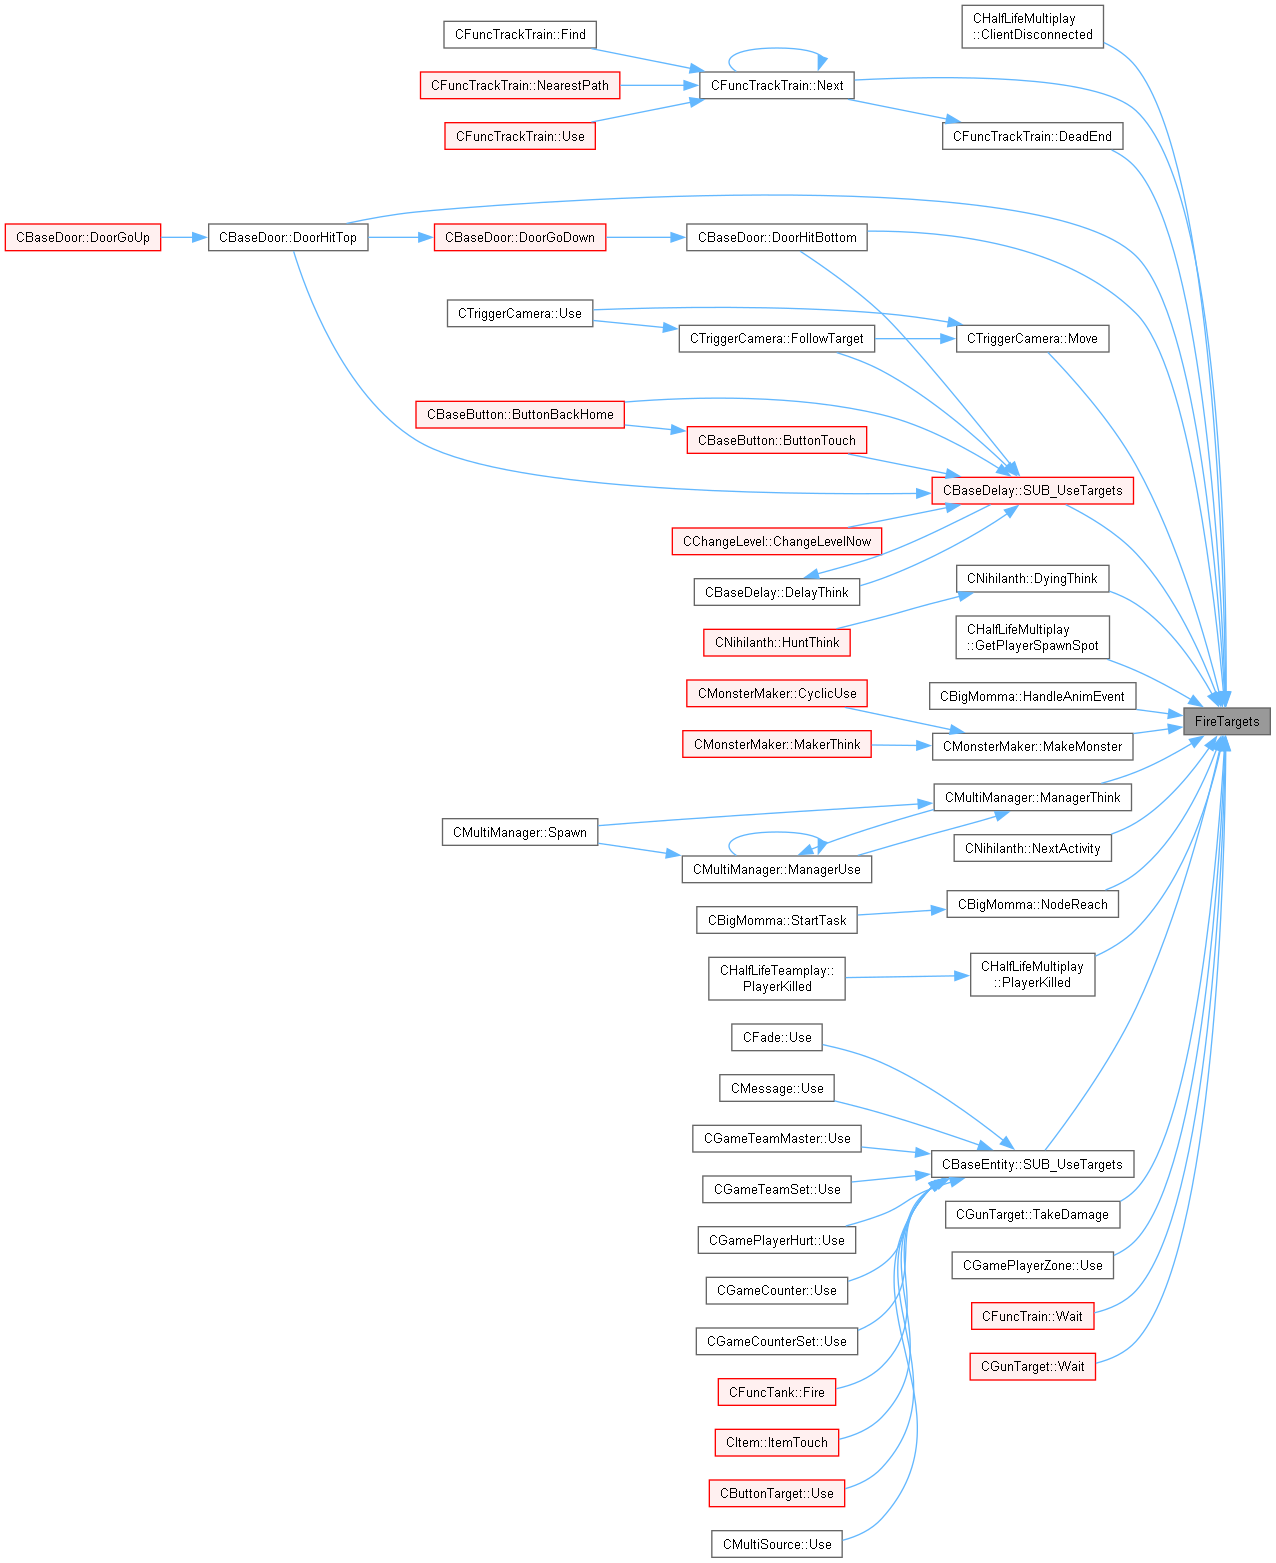 CHalfLifeMultiplay
::ClientDisconnected
CFuncTrackTrain::Find
CFuncTrackTrain::NearestPath
CFuncTrackTrain::Next
CFuncTrackTrain::Use
CFuncTrackTrain::DeadEnd
CBaseDoor::DoorGoUp
CBaseDoor::DoorHitTop
CBaseDoor::DoorGoDown
CBaseDoor::DoorHitBottom
CTriggerCamera::Use
CTriggerCamera::FollowTarget
CTriggerCamera::Move
CBaseButton::ButtonBackHome
CBaseButton::ButtonTouch
CBaseDelay::SUB_UseTargets
CChangeLevel::ChangeLevelNow
CBaseDelay::DelayThink
CNihilanth::DyingThink
CNihilanth::HuntThink
CHalfLifeMultiplay
::GetPlayerSpawnSpot
CMonsterMaker::CyclicUse
CBigMomma::HandleAnimEvent
FireTargets
CMonsterMaker::MakerThink
CMonsterMaker::MakeMonster
CMultiManager::ManagerThink
CMultiManager::Spawn
CNihilanth::NextActivity
CMultiManager::ManagerUse
CBigMomma::NodeReach
CBigMomma::StartTask
CHalfLifeTeamplay::
PlayerKilled
CHalfLifeMultiplay
::PlayerKilled
CFade::Use
CMessage::Use
CGameTeamMaster::Use
CBaseEntity::SUB_UseTargets
CGameTeamSet::Use
CGunTarget::TakeDamage
CGamePlayerHurt::Use
CGamePlayerZone::Use
CGameCounter::Use
CFuncTrain::Wait
CGameCounterSet::Use
CGunTarget::Wait
CFuncTank::Fire
CItem::ItemTouch
CButtonTarget::Use
CMultiSource::Use